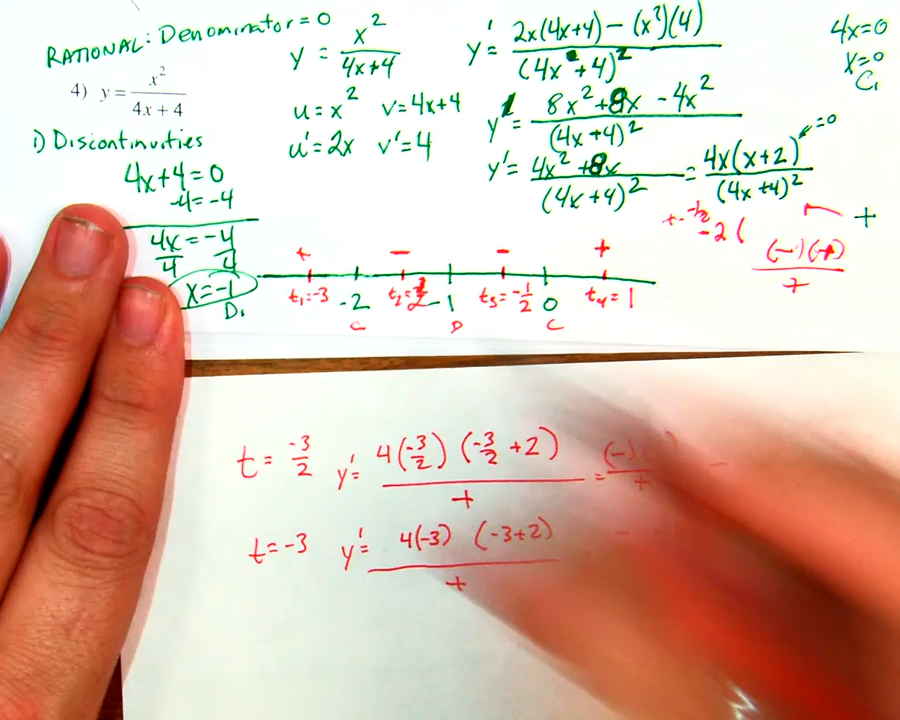 RATIONAL: Denominator = 0
4) y = x² / (4x + 4)
1) Discontinuities
4x+4=0
-4=-4
4x/4 = -4/4
x=-1
D₁
y = x² / (4x+4)
u=x² v=4x+4
u'=2x v'=4
y' = (2x(4x+4) - (x²)(4)) / (4x+4)²
y' = (8x²+8x - 4x²) / (4x+4)²
y' = (4x²+8x) / (4x+4)² = 4x(x+2) / (4x+4)²
=0
4x=0
x=0
C₁
+ - - +
t₁=-3 -2 t₂= -1 t₃=-1/2 0 t₄=1
C D C
-2(
+
(-)(+) / +
t = -3/2 y' = 4(-3/2)(-3/2+2) / + = (-)( / + -
t=-3 y' = 4(-3) (-3+2) / +